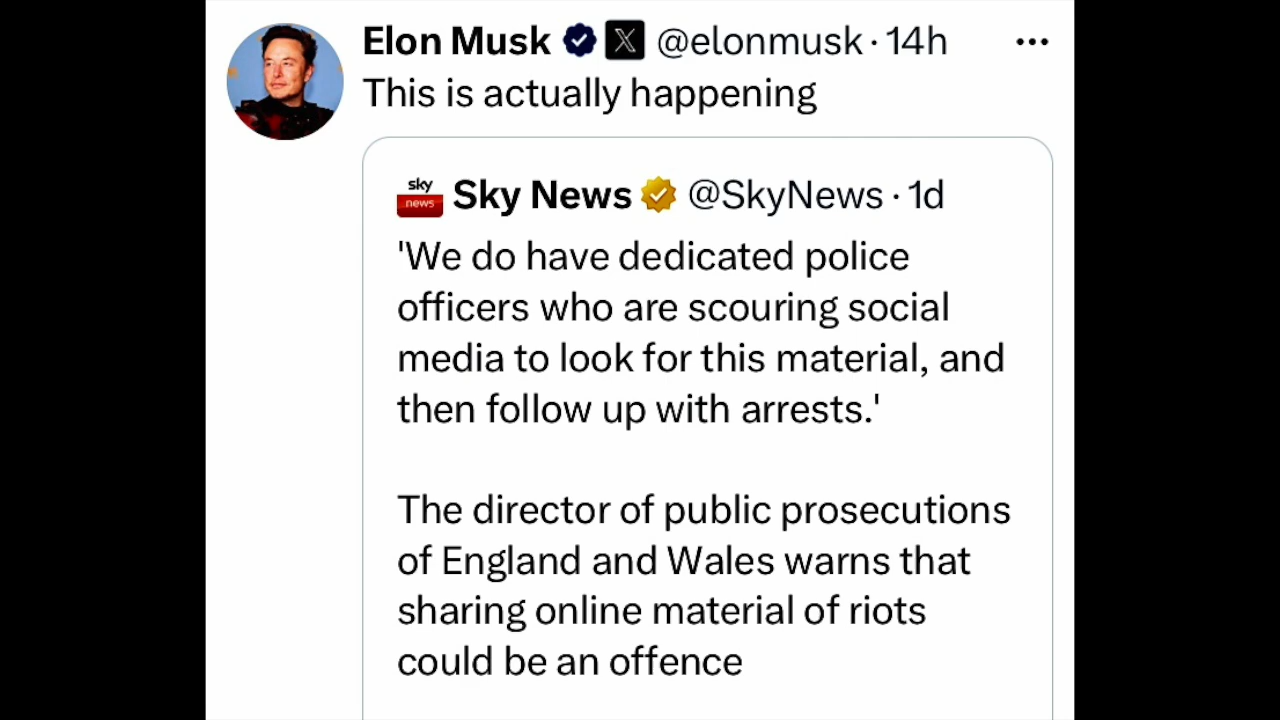 Elon Musk X @elonmusk · 14h ...
This is actually happening
sky news Sky News @SkyNews · 1d
'We do have dedicated police
officers who are scouring social
media to look for this material, and
then follow up with arrests.'
The director of public prosecutions
of England and Wales warns that
sharing online material of riots
could be an offence